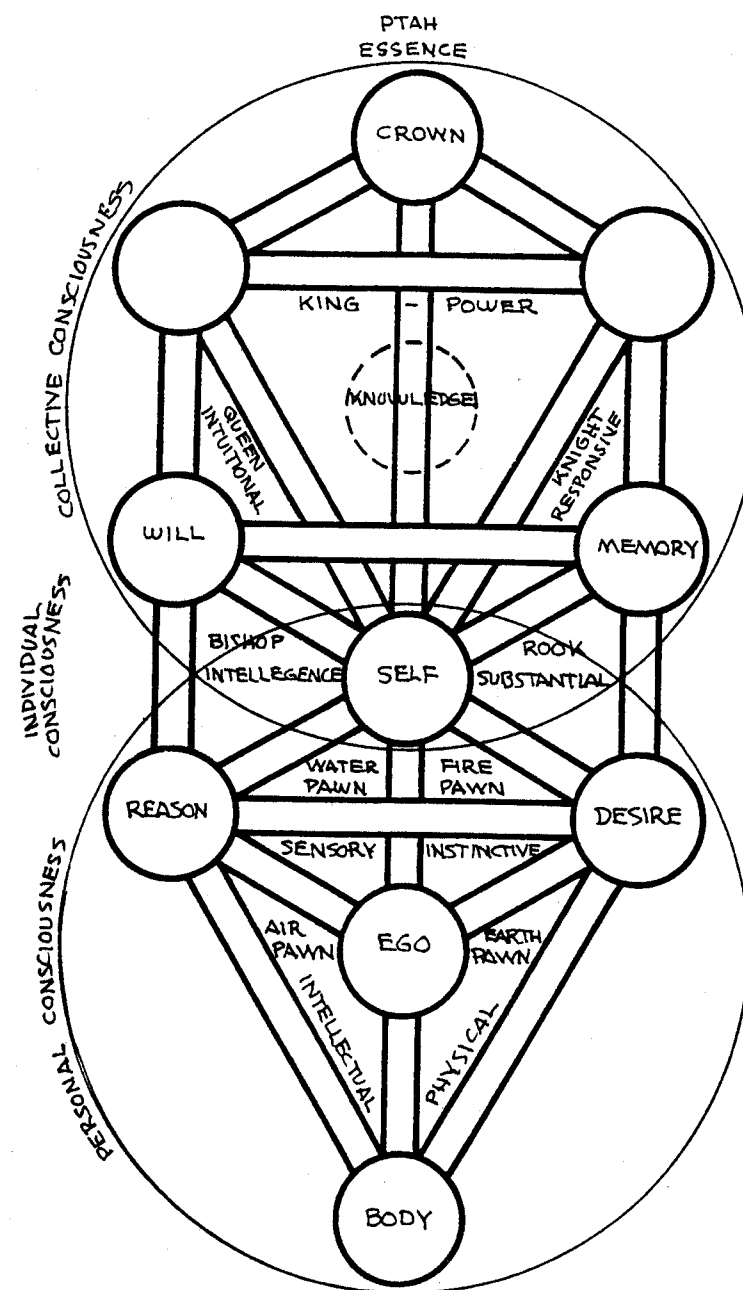 PTAH
ESSENCE
CROWN
COLLECTIVE CONSCIOUSNESS
KING - POWER
KNOWLEDGE
QUEEN
INTUITIONAL
KNIGHT
RESPONSIVE
WILL
MEMORY
INDIVIDUAL
CONSCIOUSNESS
BISHOP
INTELLEGENCE
SELF
ROOK
SUBSTANTIAL
WATER
PAWN
FIRE
PAWN
REASON
DESIRE
SENSORY
INSTINCTIVE
PERSONAL CONSCIOUSNESS
AIR
PAWN
EGO
EARTH
PAWN
INTELLECTUAL
PHYSICAL
BODY